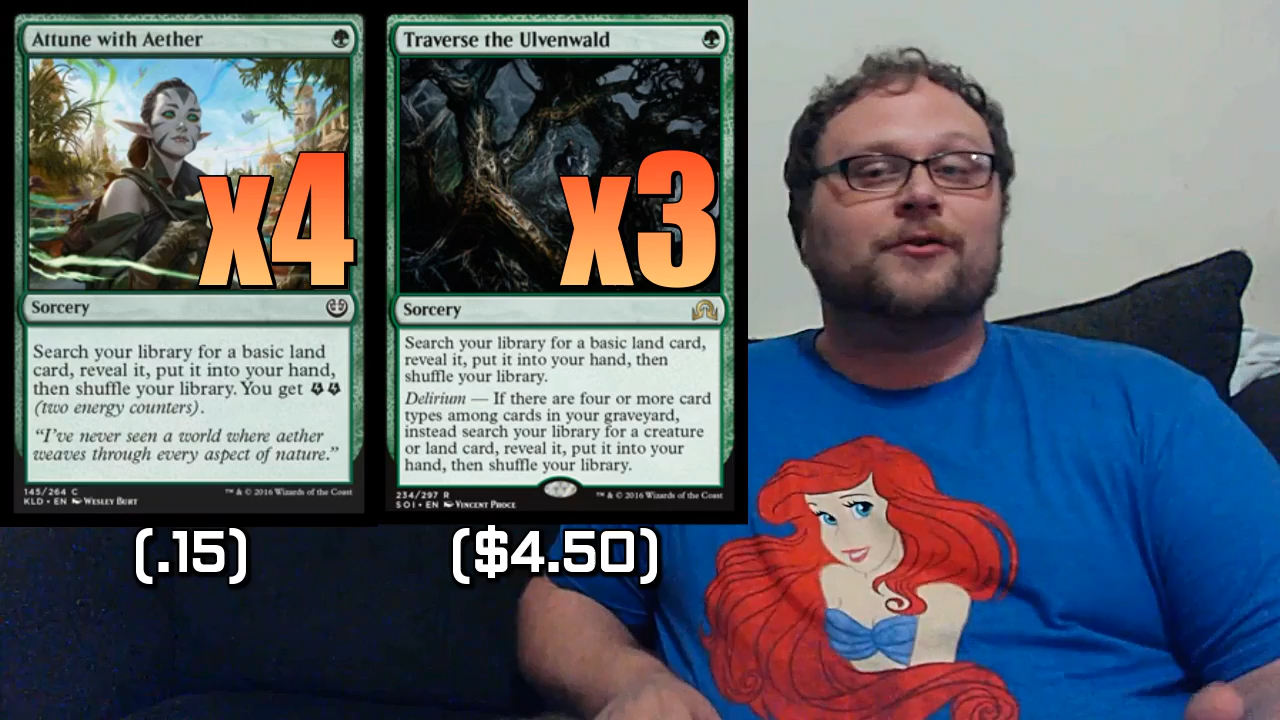 Attune with Aether
x4
Sorcery
Search your library for a basic land
card, reveal it, put it into your hand,
then shuffle your library. You get
(two energy counters).
“I’ve never seen a world where aether
weaves through every aspect of nature.”
145/264 C
KLD • EN WESLEY BURT
™ & © 2016 Wizards of the Coast
(.15)
Traverse the Ulvenwald
x3
Sorcery
Search your library for a basic land card,
reveal it, put it into your hand, then
shuffle your library.
Delirium — If there are four or more card
types among cards in your graveyard,
instead search your library for a creature
or land card, reveal it, put it into your
hand, then shuffle your library.
234/297 R
SOI • EN VINCENT PROCE
™ & © 2016 Wizards of the Coast
($4.50)